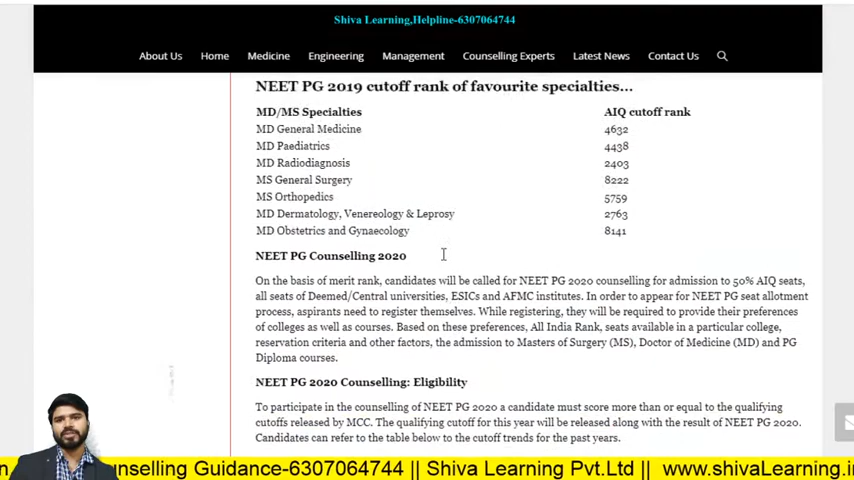 Shiva Learning,Helpline-6307064744
About Us Home Medicine Engineering Management Counselling Experts Latest News Contact Us
NEET PG 2019 cutoff rank of favourite specialties...
MD/MS Specialties AIQ cutoff rank
MD General Medicine 4632
MD Paediatrics 4438
MD Radiodiagnosis 2403
MS General Surgery 8222
MS Orthopedics 5759
MD Dermatology, Venereology & Leprosy 2763
MD Obstetrics and Gynaecology 8141
NEET PG Counselling 2020
On the basis of merit rank, candidates will be called for NEET PG 2020 counselling for admission to 50% AIQ seats,
all seats of Deemed/Central universities, ESICs and AFMC institutes. In order to appear for NEET PG seat allotment
process, aspirants need to register themselves. While registering, they will be required to provide their preferences
of colleges as well as courses. Based on these preferences, All India Rank, seats available in a particular college,
reservation criteria and other factors, the admission to Masters of Surgery (MS), Doctor of Medicine (MD) and PG
Diploma courses.
NEET PG 2020 Counselling: Eligibility
To participate in the counselling of NEET PG 2020 a candidate must score more than or equal to the qualifying
cutoffs released by MCC. The qualifying cutoff for this year will be released along with the result of NEET PG 2020.
Candidates can refer to the table below to the cutoff trends for the past years.
unselling Guidance-6307064744 || Shiva Learning Pvt.Ltd || www.shivaLearning.i